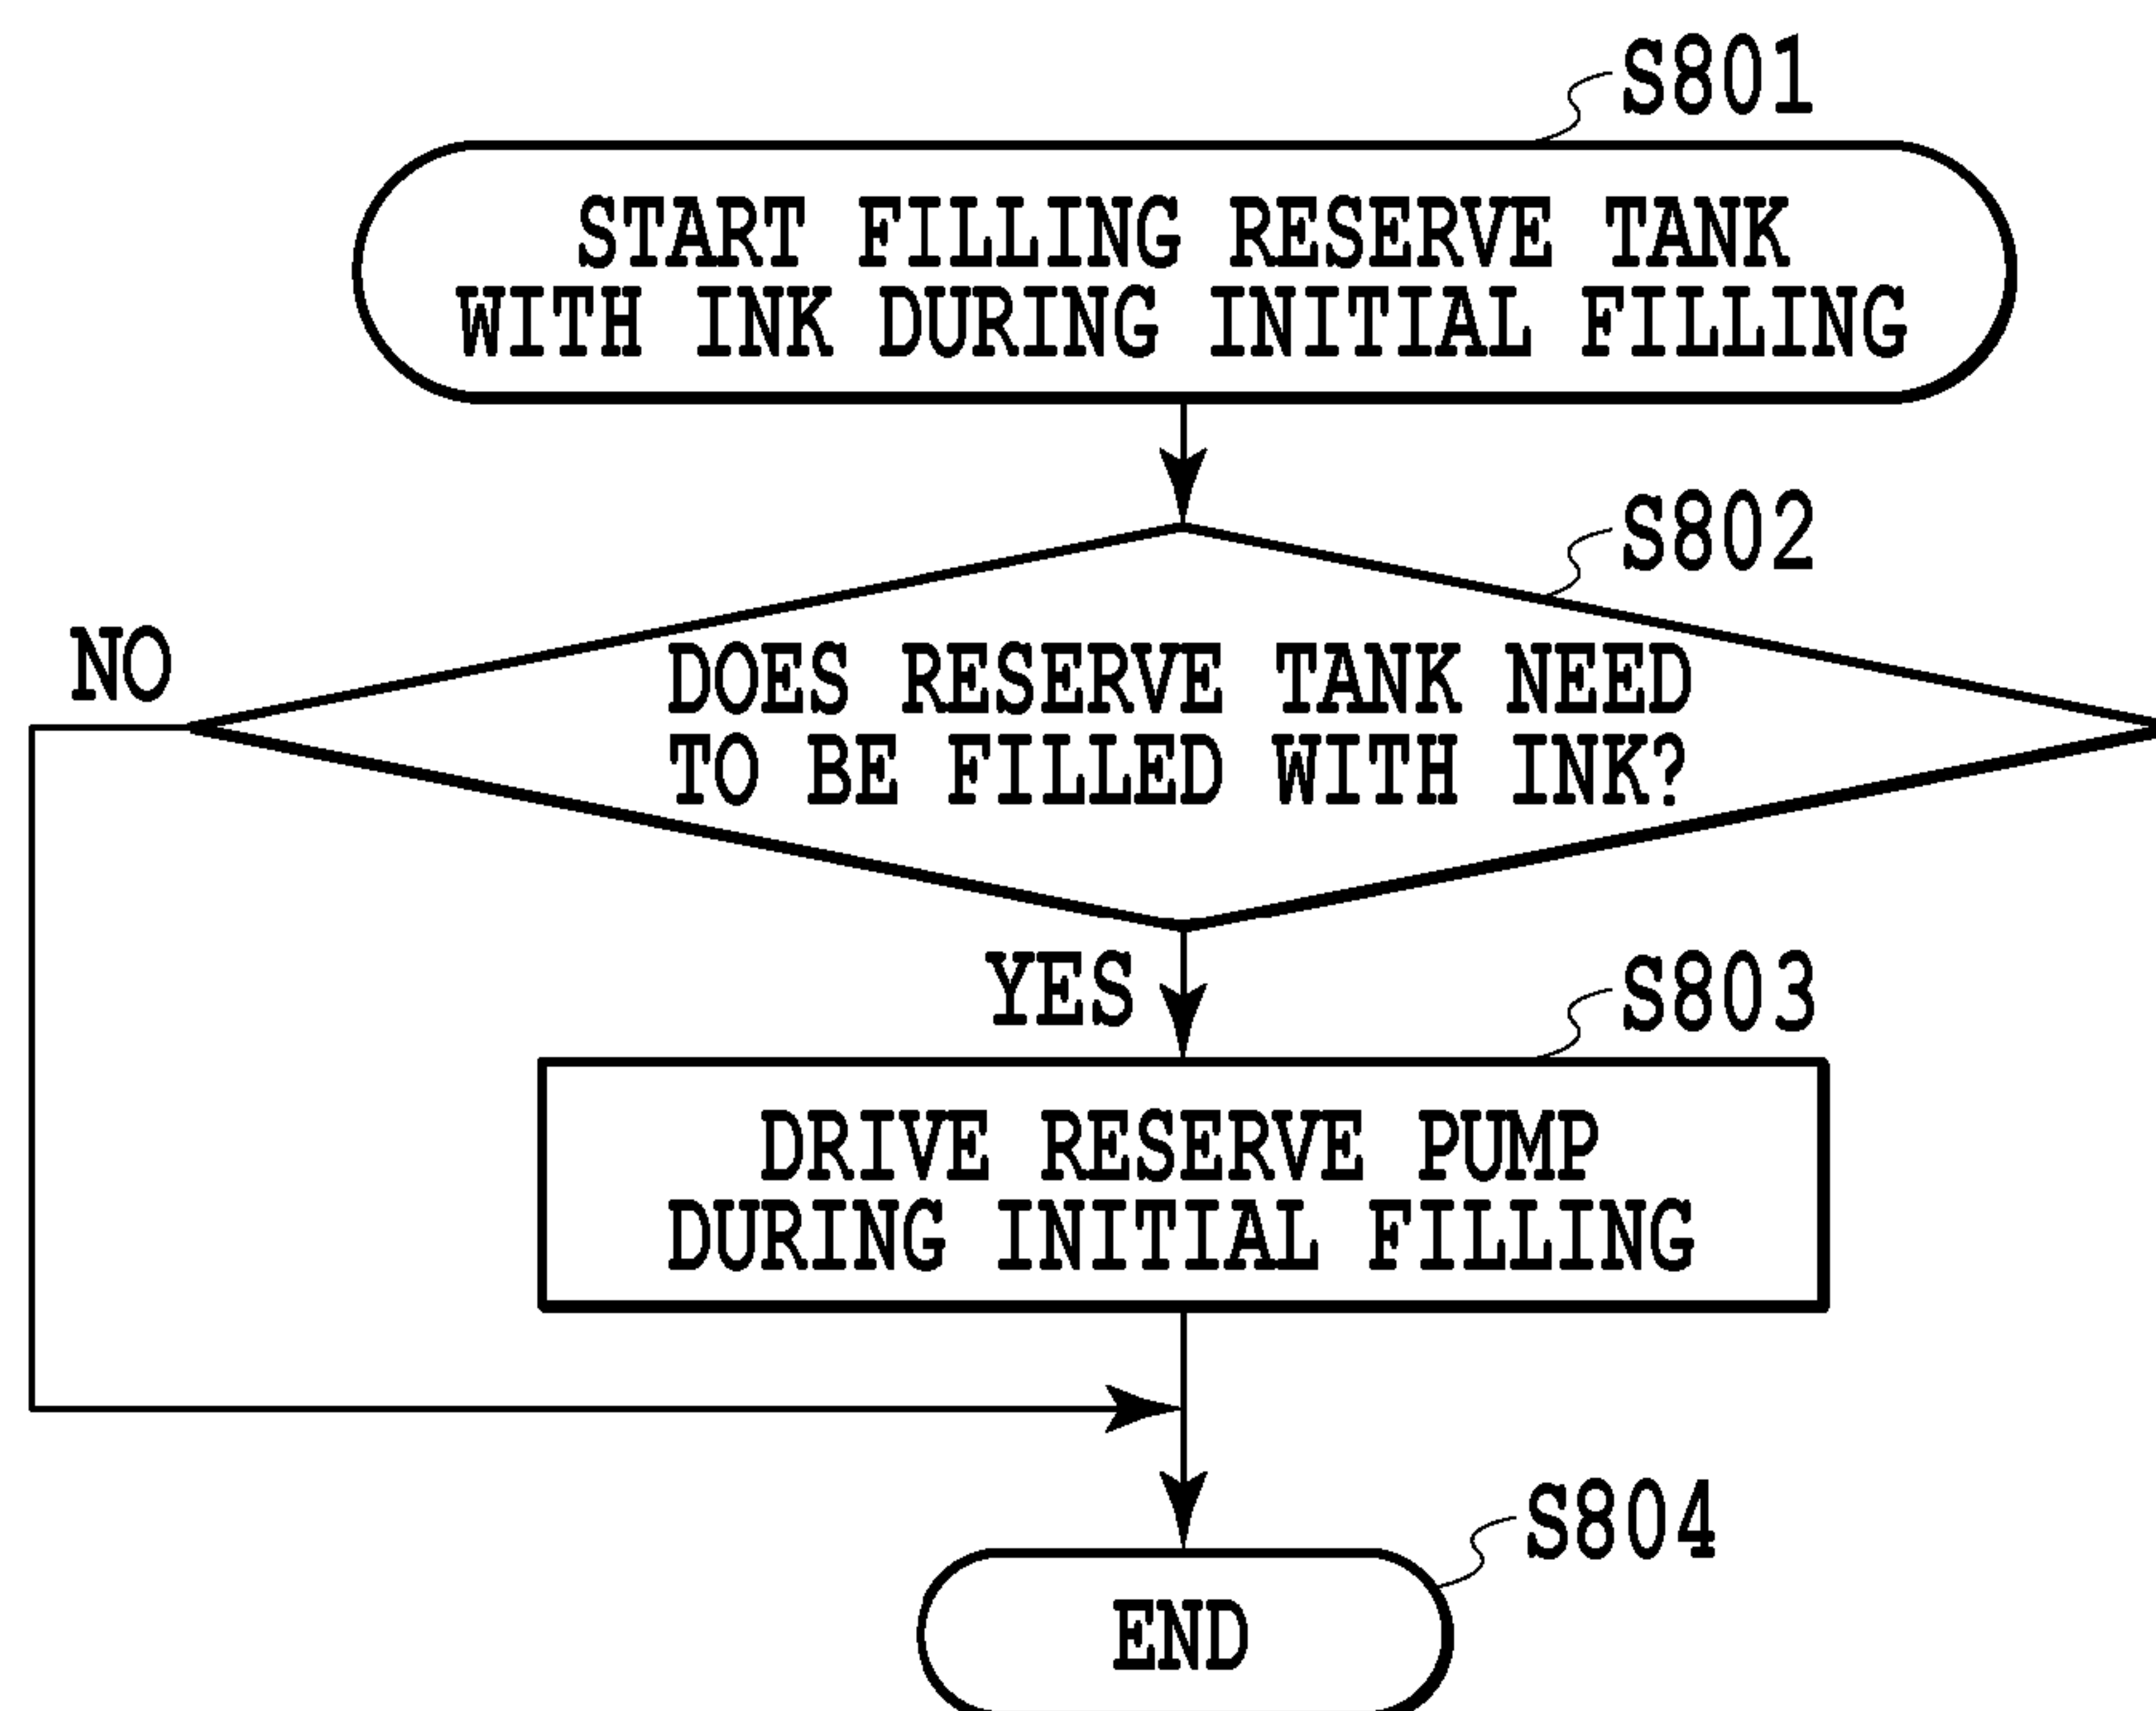 S801
START FILLING RESERVE TANK
WITH INK DURING INITIAL FILLING
S802
NO
DOES RESERVE TANK NEED
TO BE FILLED WITH INK?
YES
S803
DRIVE RESERVE PUMP
DURING INITIAL FILLING
S804
END